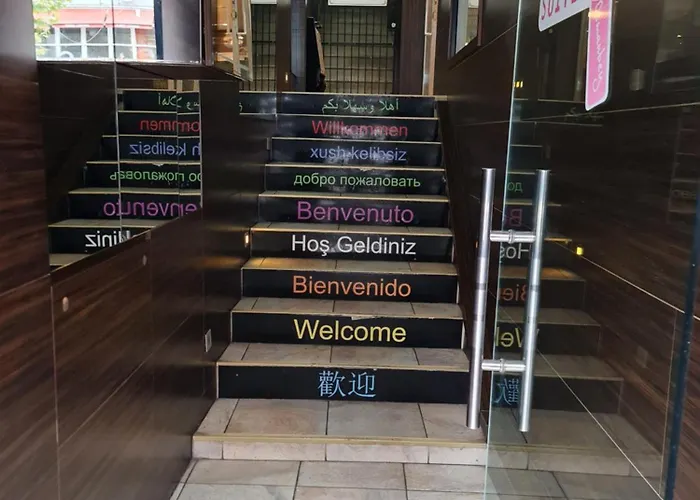 أهلا وسهلا بكم
Willkommen
xush kelibsiz
добро пожаловать
Benvenuto
Hoş Geldiniz
Bienvenido
Welcome
歡迎